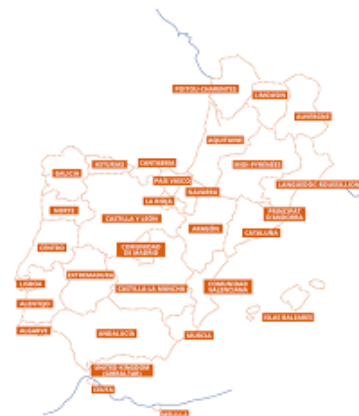 POITOU-CHARENTES
LIMOUSIN
AUVERGNE
AQUITAINE
MIDI-PYRÉNÉES
LANGUEDOC-ROUSSILLON
CANTABRIA
ASTURIAS
GALICIA
PAÍS VASCO
NAVARRA
LA RIOJA
NORTE
CASTILLA Y LEÓN
PRINCIPAT
D'ANDORRA
ARAGÓN
CATALUÑA
CENTRO
COMUNIDAD
DE MADRID
EXTREMADURA
LISBOA
CASTILLA-LA MANCHA
COMUNIDAD
VALENCIANA
ALENTEJO
ISLAS BALEARES
ALGARVE
ANDALUCÍA
MURCIA
UNITED KINGDOM
(GIBRALTAR)
CEUTA
MELILLA